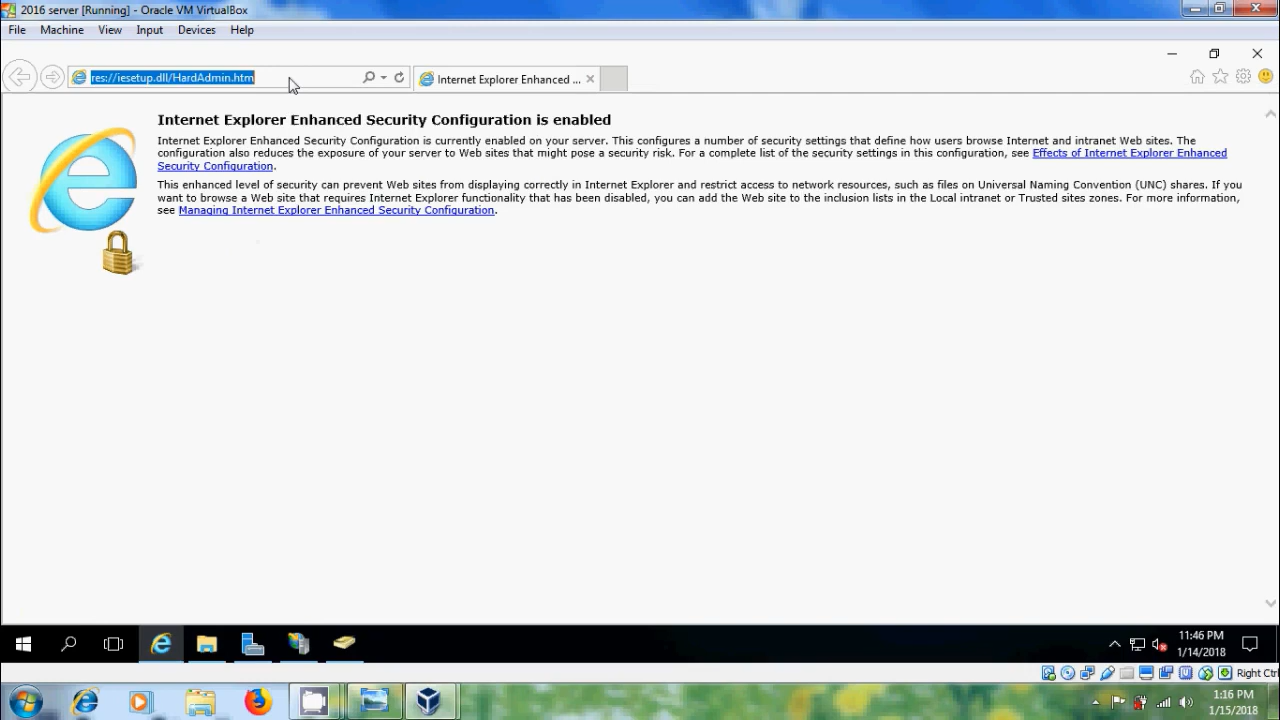 2016 server [Running] - Oracle VM VirtualBox
File Machine View Input Devices Help
res://iesetup.dll/HardAdmin.htm
Internet Explorer Enhanced ...
Internet Explorer Enhanced Security Configuration is enabled
Internet Explorer Enhanced Security Configuration is currently enabled on your server. This configures a number of security settings that define how users browse Internet and intranet Web sites. The
configuration also reduces the exposure of your server to Web sites that might pose a security risk. For a complete list of the security settings in this configuration, see Effects of Internet Explorer Enhanced
Security Configuration.
This enhanced level of security can prevent Web sites from displaying correctly in Internet Explorer and restrict access to network resources, such as files on Universal Naming Convention (UNC) shares. If you
want to browse a Web site that requires Internet Explorer functionality that has been disabled, you can add the Web site to the inclusion lists in the Local intranet or Trusted sites zones. For more information,
see Managing Internet Explorer Enhanced Security Configuration.
11:46 PM
1/14/2018
Right Ctrl
1:16 PM
1/15/2018